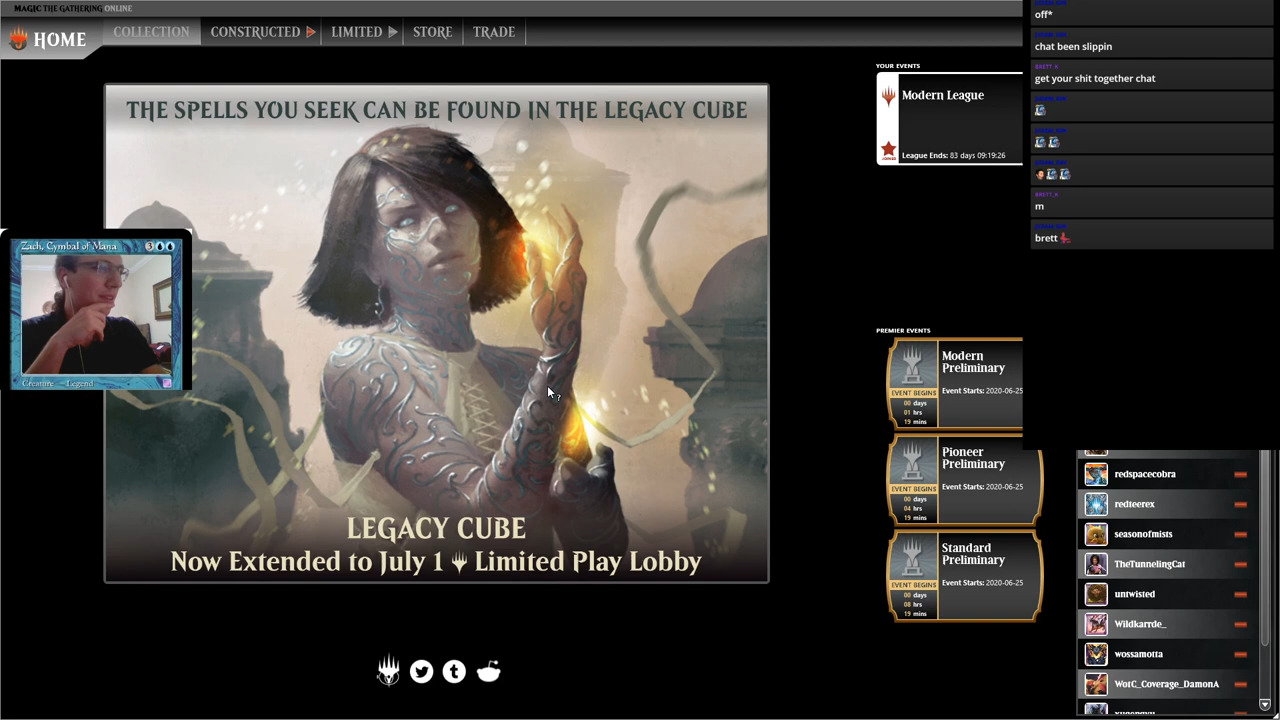 MAGIC THE GATHERING ONLINE
HOME
COLLECTION
CONSTRUCTED
LIMITED
STORE
TRADE
THE SPELLS YOU SEEK CAN BE FOUND IN THE LEGACY CUBE
LEGACY CUBE
Now Extended to July 1 Limited Play Lobby
Zach, Cymbal of Mana 3
Creature – Legend
YOUR EVENTS
Modern League
JOINED
League Ends: 83 days 09:19:26
PREMIER EVENTS
Modern
Preliminary
Event Starts: 2020-06-25
EVENT BEGINS
00 days
01 hrs
19 mins
Pioneer
Preliminary
Event Starts: 2020-06-25
EVENT BEGINS
00 days
04 hrs
19 mins
Standard
Preliminary
Event Starts: 2020-06-25
EVENT BEGINS
00 days
08 hrs
19 mins
off*
chat been slippin
BRETT_R
get your shit together chat
BRETT_R
m
brett
redspacecobra
redteerex
seasonofmists
TheTunnelingCat
untwisted
Wildkarrde_
wossamotta
WotC_Coverage_DamonA